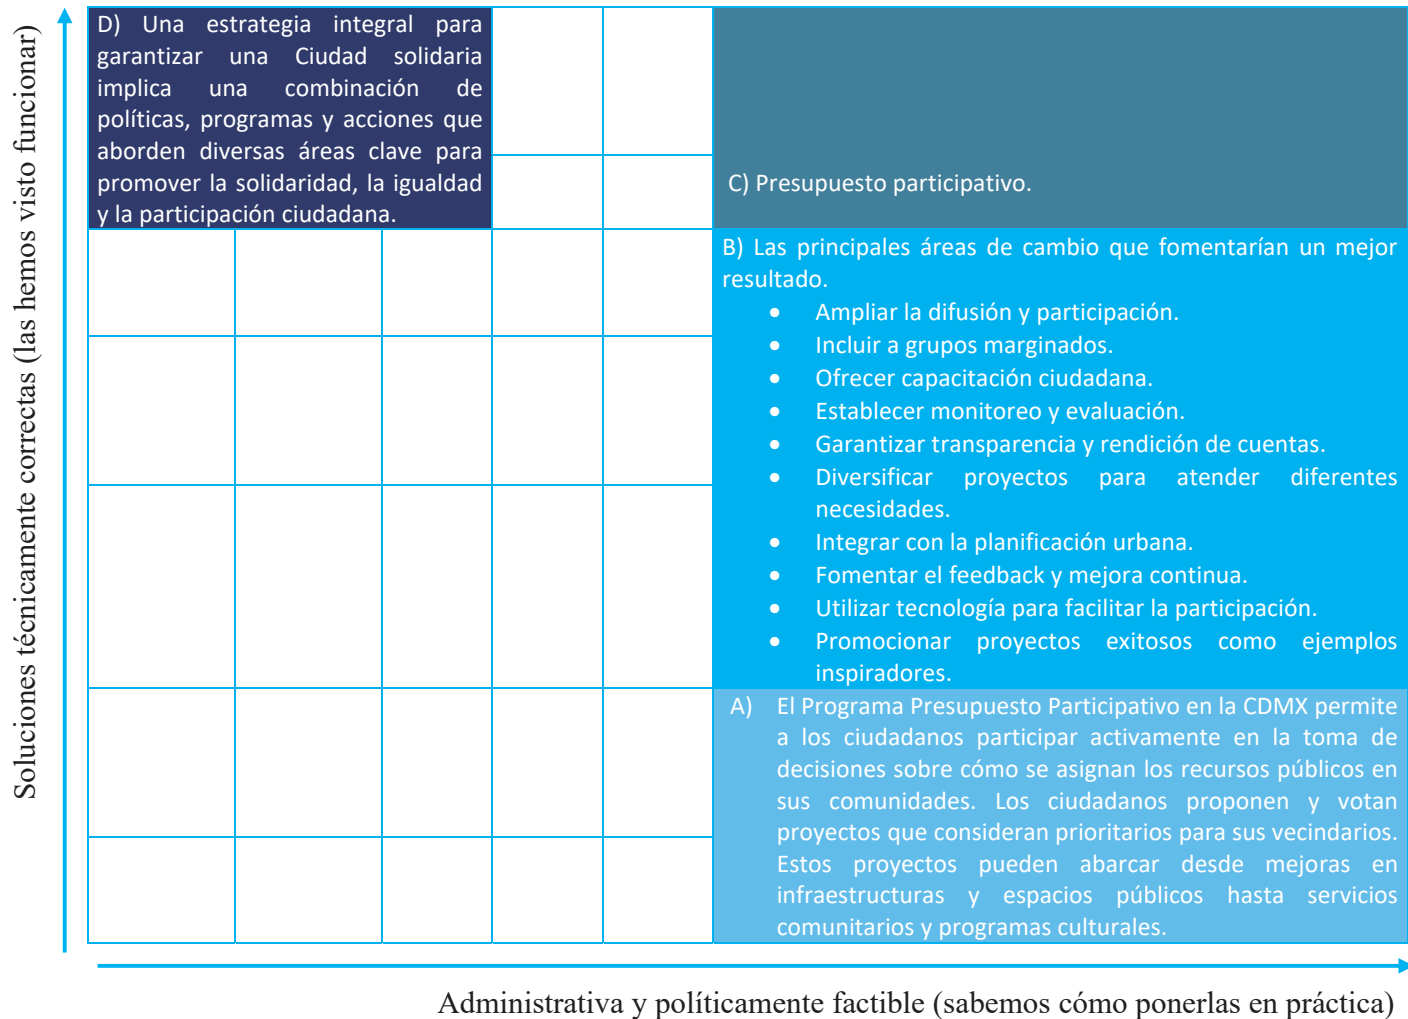 Soluciones técnicamente correctas (las hemos visto funcionar)
D) Una estrategia integral para
garantizar una Ciudad solidaria
implica una combinación de
políticas, programas y acciones que
aborden diversas áreas clave para
promover la solidaridad, la igualdad
y la participación ciudadana.
C) Presupuesto participativo.
B) Las principales áreas de cambio que fomentarían un mejor
resultado.
• Ampliar la difusión y participación.
• Incluir a grupos marginados.
• Ofrecer capacitación ciudadana.
• Establecer monitoreo y evaluación.
• Garantizar transparencia y rendición de cuentas.
• Diversificar proyectos para atender diferentes
necesidades.
• Integrar con la planificación urbana.
• Fomentar el feedback y mejora continua.
• Utilizar tecnología para facilitar la participación.
• Promocionar proyectos exitosos como ejemplos
inspiradores.
A) El Programa Presupuesto Participativo en la CDMX permite
a los ciudadanos participar activamente en la toma de
decisiones sobre cómo se asignan los recursos públicos en
sus comunidades. Los ciudadanos proponen y votan
proyectos que consideran prioritarios para sus vecindarios.
Estos proyectos pueden abarcar desde mejoras en
infraestructuras y espacios públicos hasta servicios
comunitarios y programas culturales.
Administrativa y políticamente factible (sabemos cómo ponerlas en práctica)